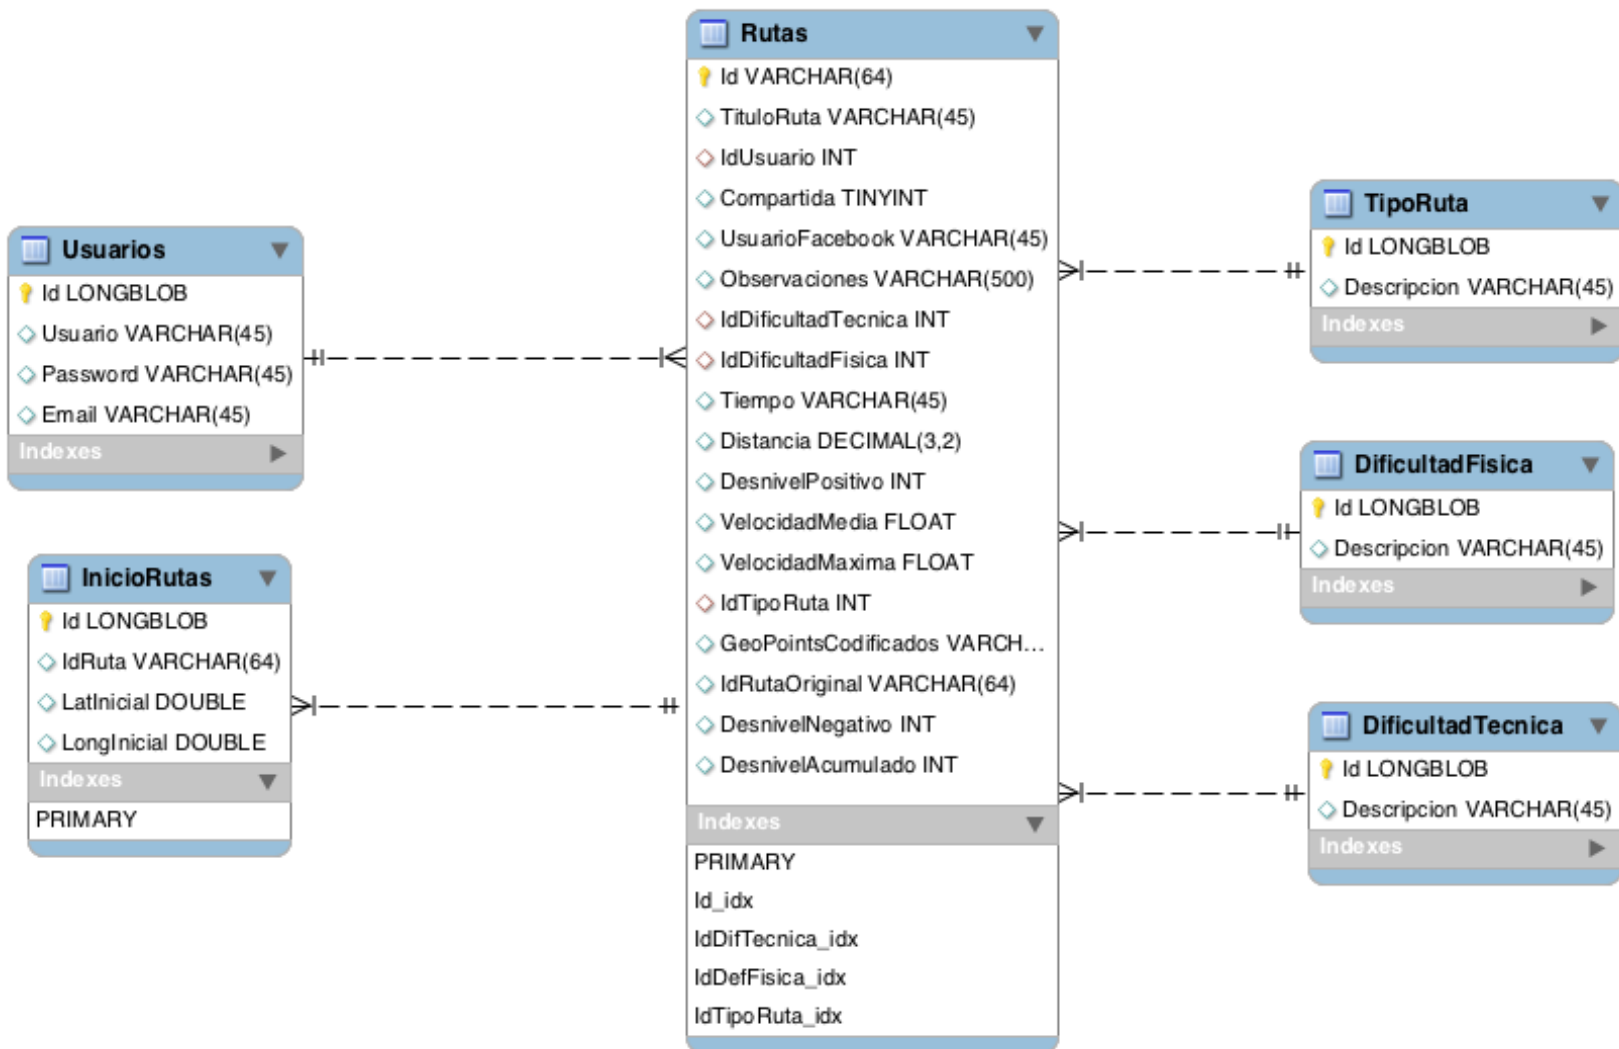 Rutas
Id VARCHAR(64)
TituloRuta VARCHAR(45)
IdUsuario INT
Compartida TINYINT
UsuarioFacebook VARCHAR(45)
Observaciones VARCHAR(500)
IdDificultadTecnica INT
IdDificultadFisica INT
Tiempo VARCHAR(45)
Distancia DECIMAL(3,2)
DesnivelPositivo INT
VelocidadMedia FLOAT
VelocidadMaxima FLOAT
IdTipoRuta INT
GeoPointsCodificados VARCH...
IdRutaOriginal VARCHAR(64)
DesnivelNegativo INT
DesnivelAcumulado INT
Indexes
PRIMARY
Id_idx
IdDifTecnica_idx
IdDefFisica_idx
IdTipoRuta_idx
Usuarios
Id LONGBLOB
Usuario VARCHAR(45)
Password VARCHAR(45)
Email VARCHAR(45)
Indexes
InicioRutas
Id LONGBLOB
IdRuta VARCHAR(64)
LatInicial DOUBLE
LongInicial DOUBLE
Indexes
PRIMARY
TipoRuta
Id LONGBLOB
Descripcion VARCHAR(45)
Indexes
DificultadFisica
Id LONGBLOB
Descripcion VARCHAR(45)
Indexes
DificultadTecnica
Id LONGBLOB
Descripcion VARCHAR(45)
Indexes